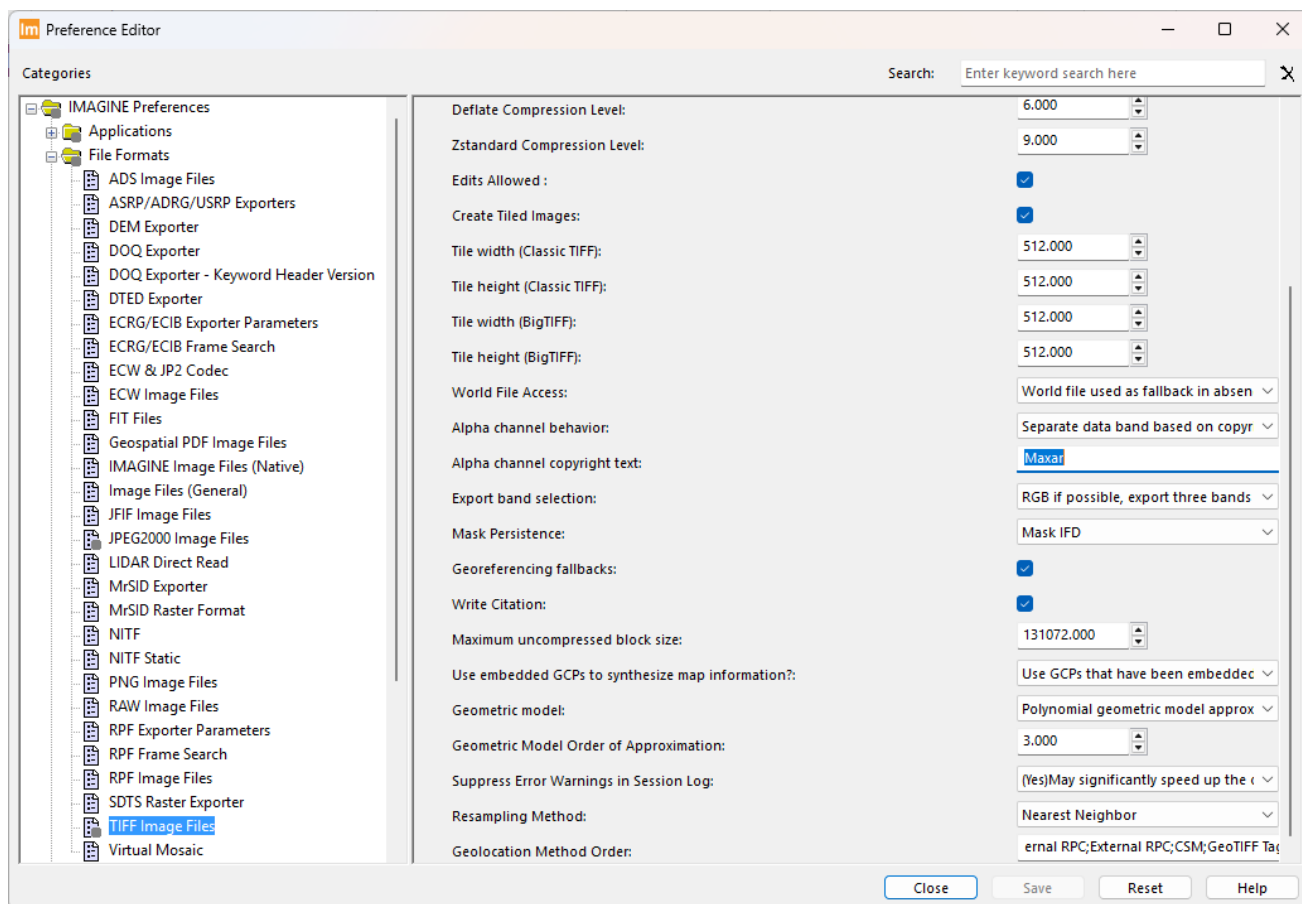 Im Preference Editor
Categories
Search: Enter keyword search here
IMAGINE Preferences
Applications
File Formats
ADS Image Files
ASRP/ADRG/USRP Exporters
DEM Exporter
DOQ Exporter
DOQ Exporter - Keyword Header Version
DTED Exporter
ECRG/ECIB Exporter Parameters
ECRG/ECIB Frame Search
ECW & JP2 Codec
ECW Image Files
FIT Files
Geospatial PDF Image Files
IMAGINE Image Files (Native)
Image Files (General)
JFIF Image Files
JPEG2000 Image Files
LIDAR Direct Read
MrSID Exporter
MrSID Raster Format
NITF
NITF Static
PNG Image Files
RAW Image Files
RPF Exporter Parameters
RPF Frame Search
RPF Image Files
SDTS Raster Exporter
TIFF Image Files
Virtual Mosaic
Deflate Compression Level: 6.000
Zstandard Compression Level: 9.000
Edits Allowed :
Create Tiled Images:
Tile width (Classic TIFF): 512.000
Tile height (Classic TIFF): 512.000
Tile width (BigTIFF): 512.000
Tile height (BigTIFF): 512.000
World File Access: World file used as fallback in absen
Alpha channel behavior: Separate data band based on copyr
Alpha channel copyright text: Maxar
Export band selection: RGB if possible, export three bands
Mask Persistence: Mask IFD
Georeferencing fallbacks:
Write Citation:
Maximum uncompressed block size: 131072.000
Use embedded GCPs to synthesize map information?: Use GCPs that have been embedded
Geometric model: Polynomial geometric model approx
Geometric Model Order of Approximation: 3.000
Suppress Error Warnings in Session Log: (Yes)May significantly speed up the
Resampling Method: Nearest Neighbor
Geolocation Method Order: ernal RPC;External RPC;CSM;GeoTIFF Tag
Close Save Reset Help